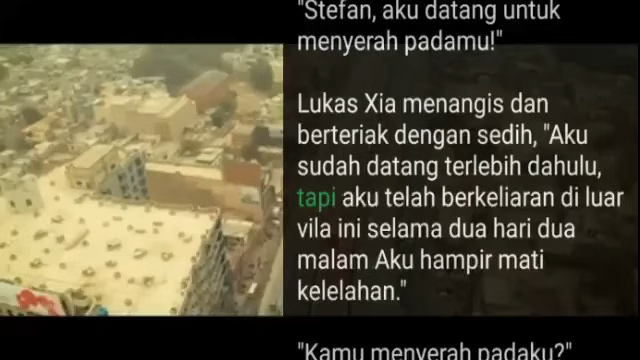 "Stefan, aku datang untuk
menyerah padamu!"
Lukas Xia menangis dan
berteriak dengan sedih, "Aku
sudah datang terlebih dahulu,
tapi aku telah berkeliaran di luar
vila ini selama dua hari dua
malam Aku hampir mati
kelelahan."
"Kamu menyerah padaku?"